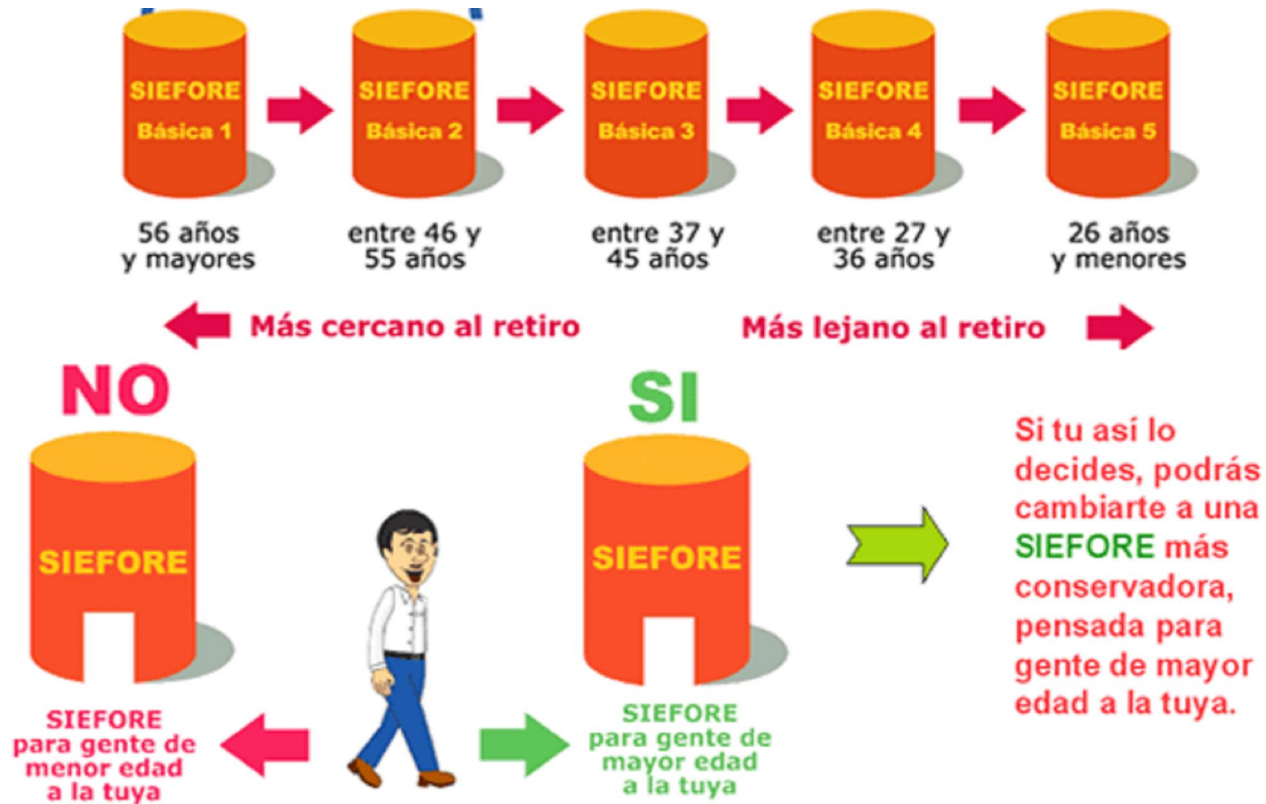 SIEFORE
Básica 1
SIEFORE
Básica 2
SIEFORE
Básica 3
SIEFORE
Básica 4
SIEFORE
Básica 5
56 años
y mayores
entre 46 y
55 años
entre 37 y
45 años
entre 27 y
36 años
26 años
y menores
Más cercano al retiro
Más lejano al retiro
NO
SIEFORE
SIEFORE
para gente de
menor edad
a la tuya
SI
SIEFORE
SIEFORE
para gente de
mayor edad
a la tuya
Si tu así lo
decides, podrás
cambiarte a una
SIEFORE más
conservadora,
pensada para
gente de mayor
edad a la tuya.